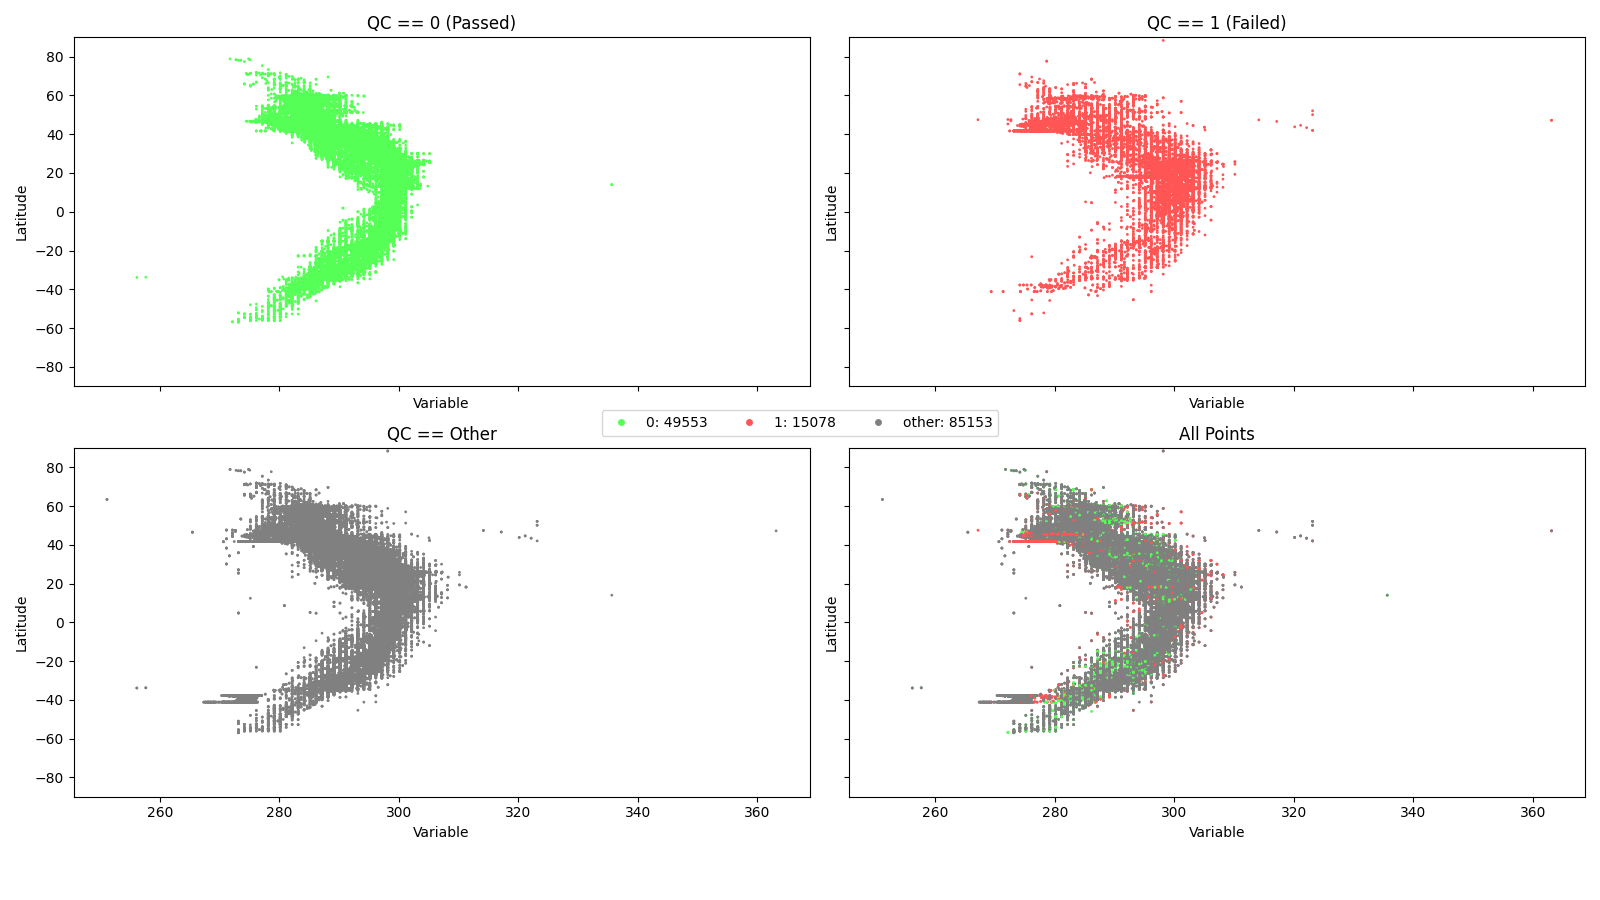 QC == 0 (Passed)
QC == 1 (Failed)
80
60
40
20
0
−20
−40
−60
−80
Latitude
Latitude
Variable
Variable
0: 49553
1: 15078
other: 85153
QC == Other
All Points
80
60
40
20
0
−20
−40
−60
−80
Latitude
Latitude
260
280
300
320
340
360
260
280
300
320
340
360
Variable
Variable